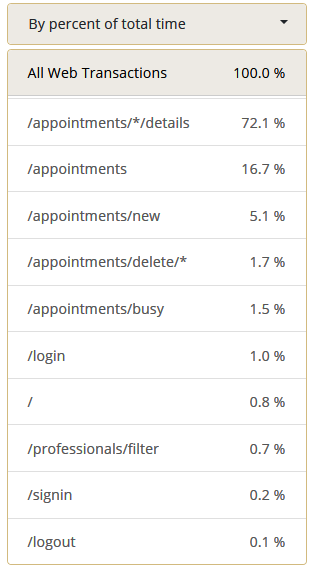 By percent of total time
All Web Transactions 100.0 %
/appointments/*/details 72.1 %
/appointments 16.7 %
/appointments/new 5.1 %
/appointments/delete/* 1.7 %
/appointments/busy 1.5 %
/login 1.0 %
/ 0.8 %
/professionals/filter 0.7 %
/signin 0.2 %
/logout 0.1 %